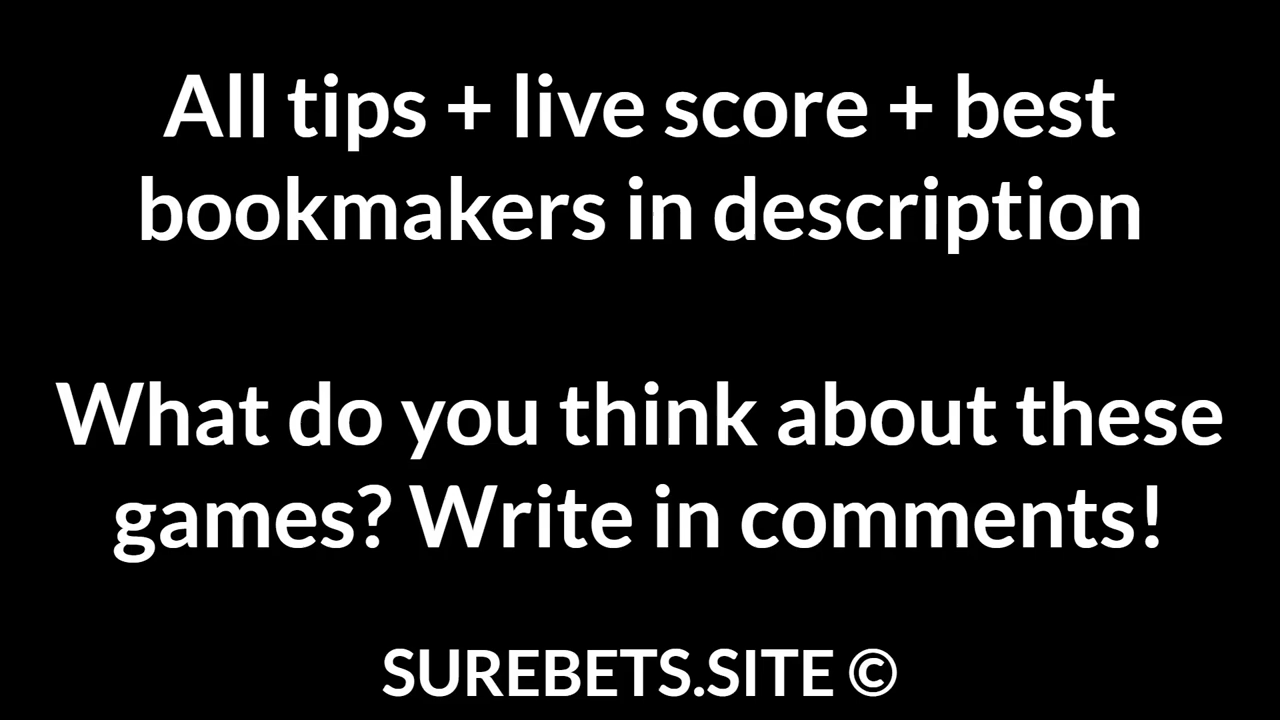 All tips + live score + best
bookmakers in description
What do you think about these
games? Write in comments!
SUREBETS.SITE ©